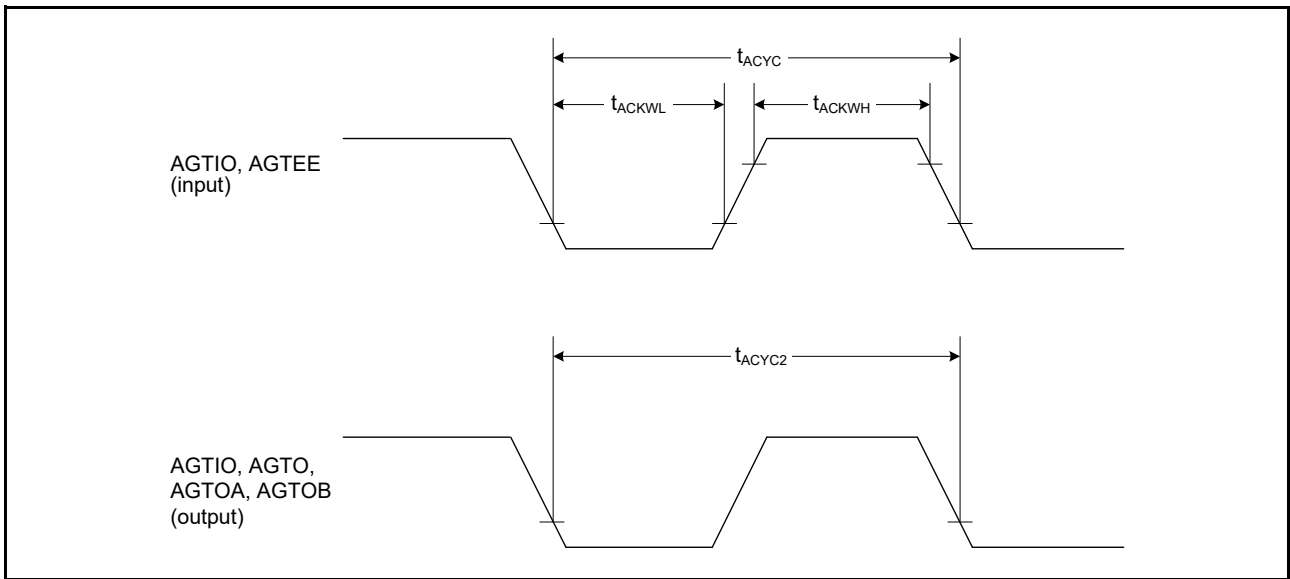 tACYC
tACKWL
tACKWH
AGTIO, AGTEE
(input)
tACYC2
AGTIO, AGTO,
AGTOA, AGTOB
(output)